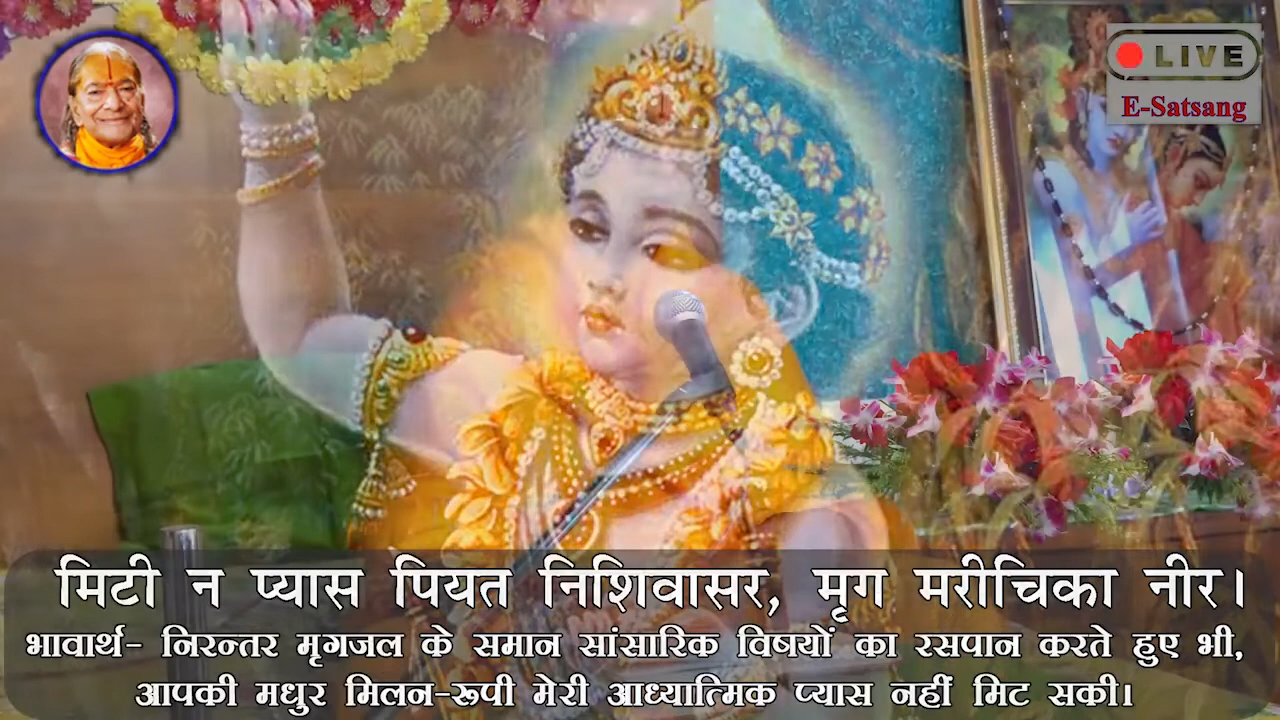 LIVE
E-Satsang
मिटी न प्यास पियत निशिवासर, मृग मरीचिका नीर।
भावार्थ- निरन्तर मृगजल के समान सांसारिक विषयों का रसपान करते हुए भी,
आपकी मधुर मिलन-रूपी मेरी आध्यात्मिक प्यास नहीं मिट सकी।